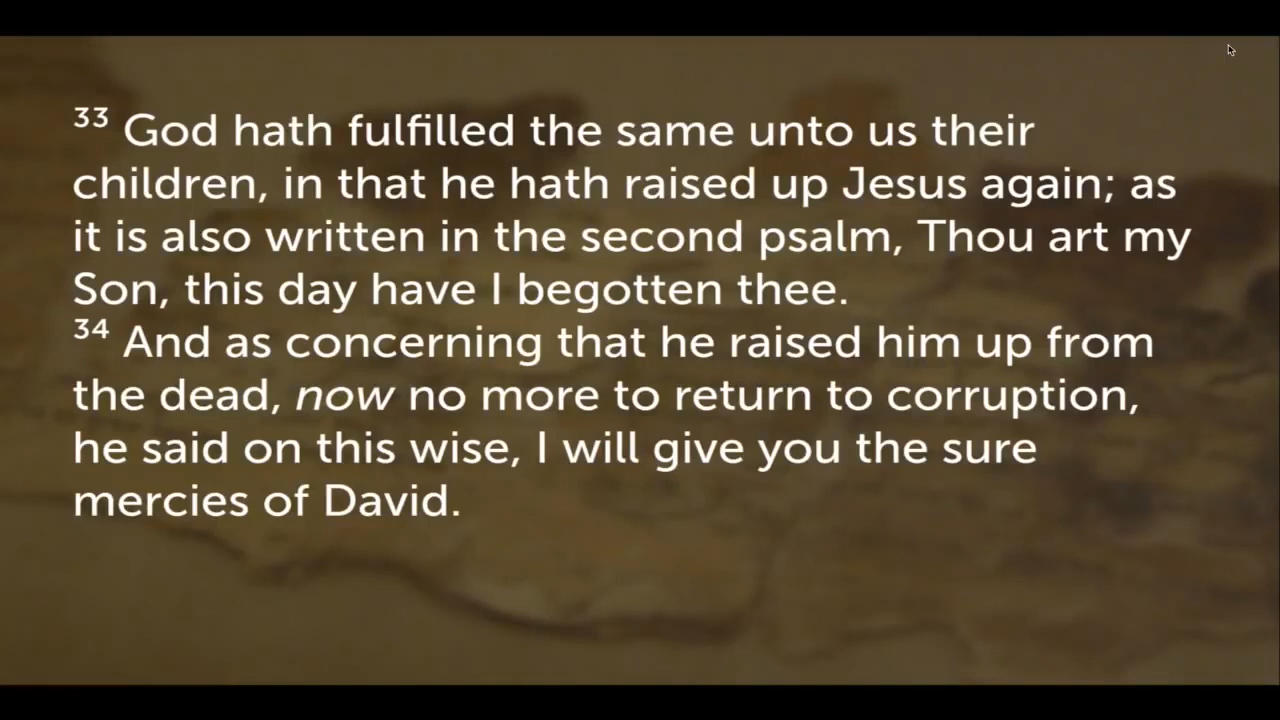 33 God hath fulfilled the same unto us their
children, in that he hath raised up Jesus again; as
it is also written in the second psalm, Thou art my
Son, this day have I begotten thee.
34 And as concerning that he raised him up from
the dead, now no more to return to corruption,
he said on this wise, I will give you the sure
mercies of David.